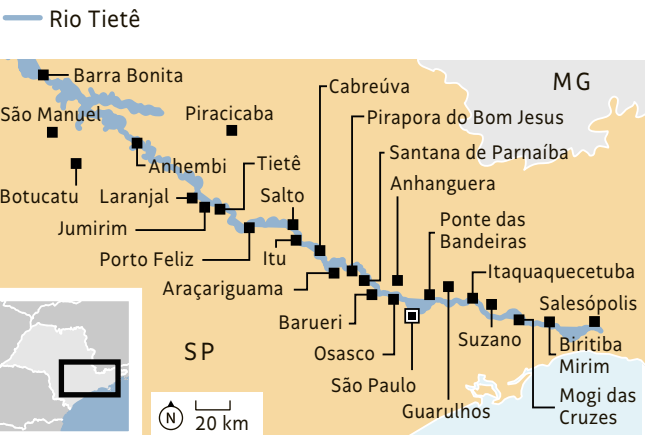 Rio Tietê
Barra Bonita
MG
Cabreúva
São Manuel
Piracicaba
Pirapora do Bom Jesus
Santana de Parnaíba
Anhembi
Tietê
Anhanguera
Botucatu
Laranjal
Salto
Ponte das
Bandeiras
Jumirim
Porto Feliz
Itu
Itaquaquecetuba
Araçariguama
Salesópolis
Barueri
Suzano
Biritiba
Mirim
SP
Osasco
São Paulo
Guarulhos
Mogi das
Cruzes
N
20 km